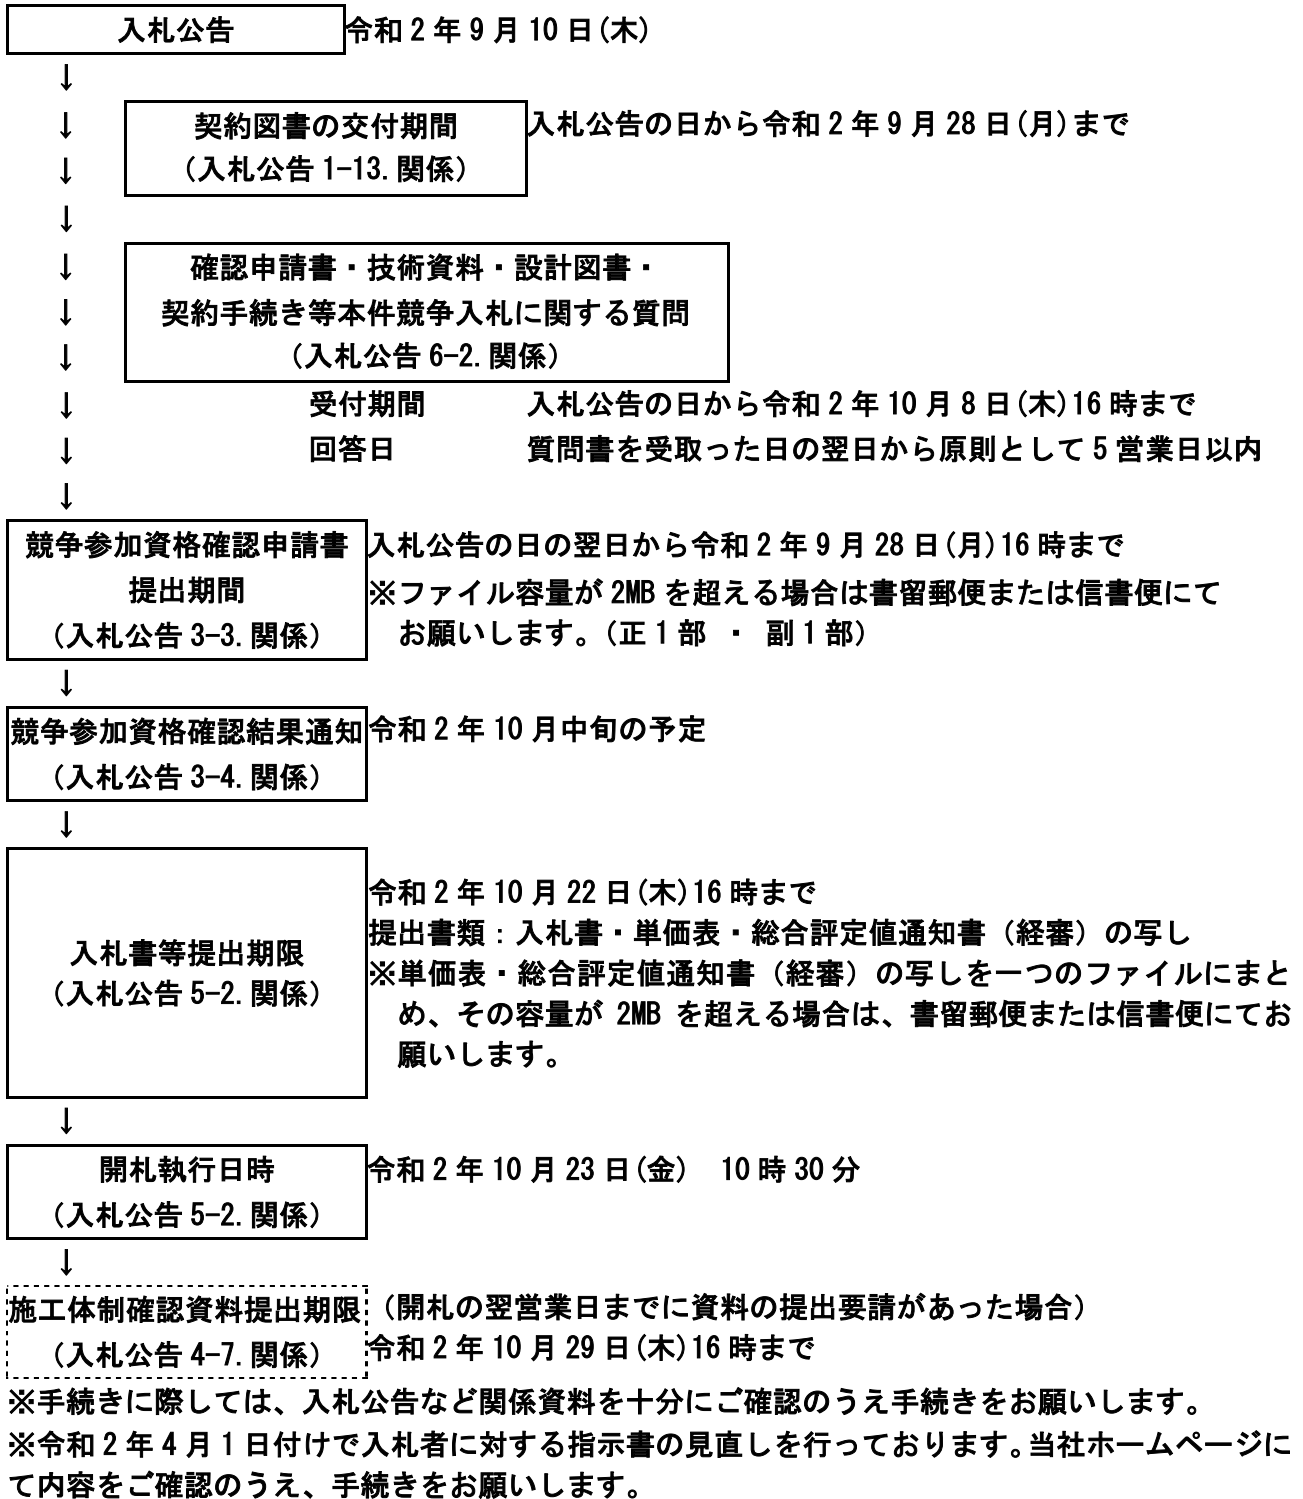 入札公告 令和2年9月10日(木)
↓
↓ 契約図書の交付期間 入札公告の日から令和2年9月28日(月)まで
↓ (入札公告1-13.関係)
↓
↓ 確認申請書・技術資料・設計図書・
↓ 契約手続き等本件競争入札に関する質問
↓ (入札公告6-2.関係)
↓ 受付期間 入札公告の日から令和2年10月8日(木)16時まで
↓ 回答日 質問書を受取った日の翌日から原則として5営業日以内
↓
競争参加資格確認申請書 入札公告の日の翌日から令和2年9月28日(月)16時まで
提出期間 ※ファイル容量が2MBを超える場合は書留郵便または信書便にて
(入札公告3-3.関係) お願いします。(正1部 ・ 副1部)
↓
競争参加資格確認結果通知 令和2年10月中旬の予定
(入札公告3-4.関係)
↓
入札書等提出期限
(入札公告5-2.関係)
令和2年10月22日(木)16時まで
提出書類：入札書・単価表・総合評定値通知書（経審）の写し
※単価表・総合評定値通知書（経審）の写しを一つのファイルにまと
め、その容量が 2MB を超える場合は、書留郵便または信書便にてお
願いします。
↓
開札執行日時 令和2年10月23日(金) 10時30分
(入札公告5-2.関係)
↓
施工体制確認資料提出期限 (開札の翌営業日までに資料の提出要請があった場合)
(入札公告4-7.関係) 令和2年10月29日(木)16時まで
※手続きに際しては、入札公告など関係資料を十分にご確認のうえ手続きをお願いします。
※令和2年4月1日付けで入札者に対する指示書の見直しを行っております。当社ホームページに
て内容をご確認のうえ、手続きをお願いします。